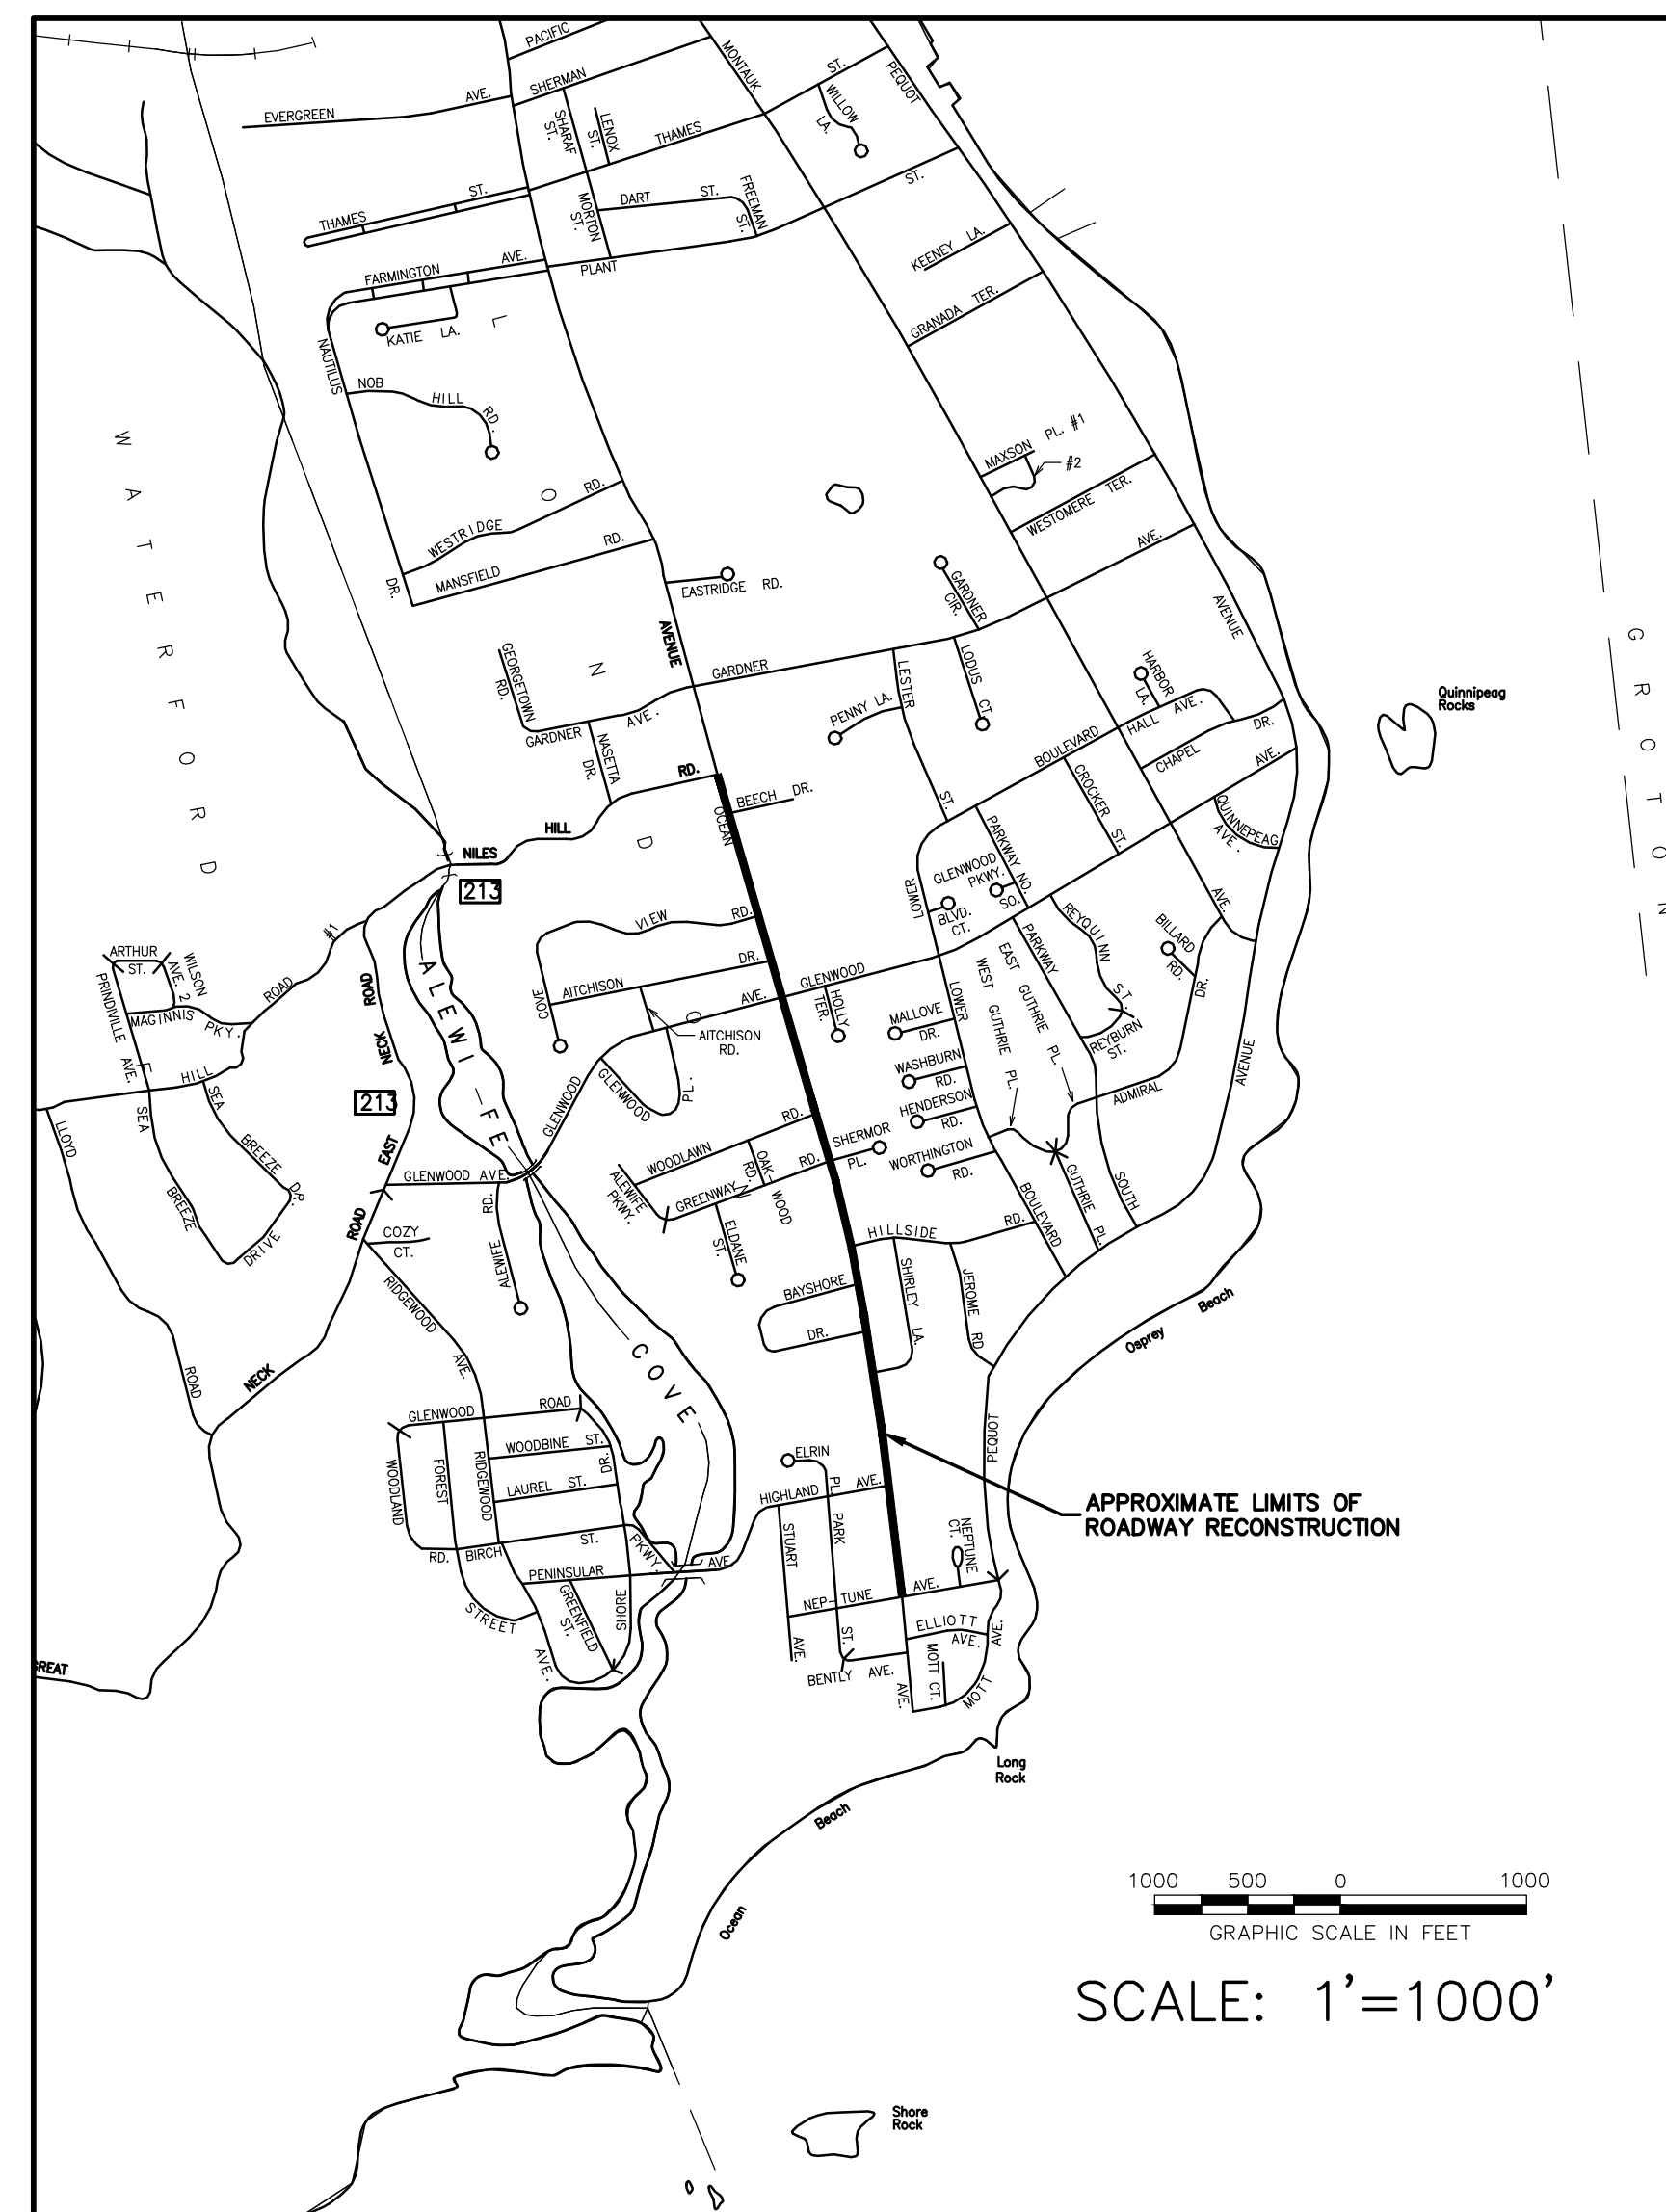 PACIFIC
SHERMAN
MONTAUK
ST.
PEQUOT
WILLOW
LA.
EVERGREEN AVE.
SHARAF
ST.
LENOX
ST.
THAMES
ST.
THAMES ST.
MORTON
ST.
DART ST.
FREEMAN
ST.
KEENEY LA.
FARMINGTON AVE.
PLANT
GRANADA TER.
KATIE LA.
NAUTILUS
NOB HILL RD.
MAXSON PL. #1
#2
WESTRIDGE RD.
WESTOMERE TER.
MANSFIELD RD.
DR.
AVE.
EASTRIDGE RD.
GARDNER
CIR.
AVENUE
AVENUE
WATERFORD
GROTON
L O N D O N
GEORGETOWN
RD.
GARDNER
LESTER
LODUS CT.
HARBOR
LA.
Quinnipeag
Rocks
PENNY LA.
GARDNER AVE.
NASETTA
DR.
BOULEVARD
HALL AVE.
CHAPEL DR.
AVE.
RD.
BEECH DR.
OCEAN
ST.
CROCKER
ST.
QUINNEPEAG
AVE.
HILL
NILES
213
PARKWAY NO.
GLENWOOD
PKWY.
SO.
LOWER
BLVD.
CT.
AVE.
VIEW RD.
REYQUINN
ST.
BILLARD
RD.
ARTHUR
ST.
WILSON
AVE. 2
#1
ROAD
PRINDIVILLE
AVE.
MAGINNIS PKY.
HILL
ROAD
NECK
ALEWI-FE
COVE
AITCHISON DR.
GLENWOOD
AVE.
HOLLY
TER.
LOWER
EAST GUTHRIE PL.
WEST GUTHRIE PL.
PARKWAY
DR.
AITCHISON
RD.
COVE
MALLOVE
DR.
REYBURN
ST.
WASHBURN
RD.
AVENUE
SEA
SEA
BREEZE DR.
213
LLOYD
GLENWOOD
GLENWOOD
PL.
HENDERSON
RD.
ADMIRAL
WOODLAWN RD.
SHERMOR
PL.
WORTHINGTON
RD.
EAST
GLENWOOD AVE.
ALEWIFE
PKWY.
GREENWAY RD.
OAK-
WOOD
RD.
GUTHRIE PL.
SOUTH
BREEZE
DRIVE
ROAD
COZY
CT.
ALEWIFE RD.
ELDANE
ST.
HILLSIDE RD.
BOULEVARD
RIDGEWOOD
AVE.
BAYSHORE
DR.
SHIRLEY
LA.
JEROME RD
Osprey Beach
ROAD
NECK
GLENWOOD ROAD
WOODBINE ST.
DR.
ELRIN
PL.
PEQUOT
WOODLAND
FOREST
RIDGEWOOD
LAUREL ST.
HIGHLAND AVE.
APPROXIMATE LIMITS OF
ROADWAY RECONSTRUCTION
STUART
PARK
NEPTUNE
CT.
RD.
BIRCH ST.
PKWY.
AVE
PENINSULAR
GREENFIELD
ST.
SHORE
NEP-TUNE AVE.
STREET
AVE.
AVE.
ST.
ELLIOTT
AVE.
AVE.
BENTLY AVE.
MOTT CT.
MOTT
AVE.
GREAT
Long
Rock
Ocean Beach
1000 500 0 1000
GRAPHIC SCALE IN FEET
SCALE: 1'=1000'
Shore
Rock